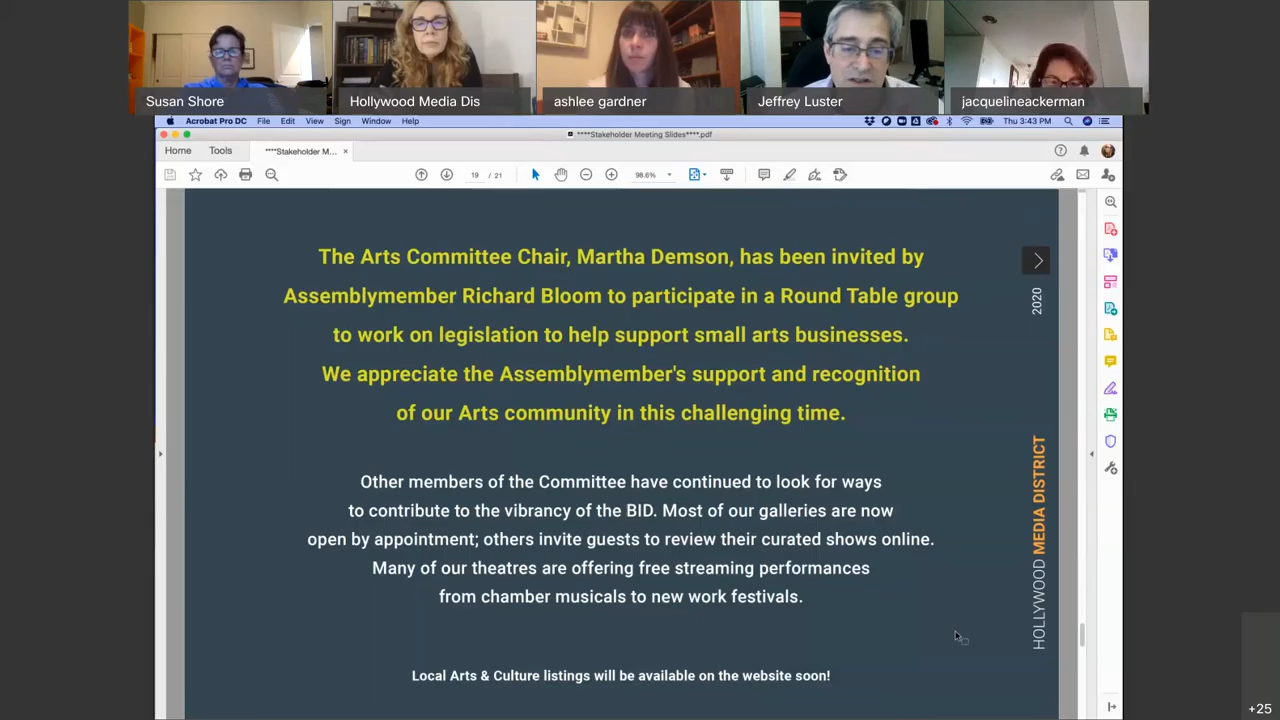 Susan Shore
Hollywood Media Dis
ashlee gardner
Jeffrey Luster
jacquelineackerman
Acrobat Pro DC File Edit View Sign Window Help
Thu 3:43 PM
****Stakeholder Meeting Slides****.pdf
Home Tools ****Stakeholder M... ×
19 / 21
98.6%
The Arts Committee Chair, Martha Demson, has been invited by
Assemblymember Richard Bloom to participate in a Round Table group
to work on legislation to help support small arts businesses.
We appreciate the Assemblymember's support and recognition
of our Arts community in this challenging time.
Other members of the Committee have continued to look for ways
to contribute to the vibrancy of the BID. Most of our galleries are now
open by appointment; others invite guests to review their curated shows online.
Many of our theatres are offering free streaming performances
from chamber musicals to new work festivals.
Local Arts & Culture listings will be available on the website soon!
2020
HOLLYWOOD MEDIA DISTRICT
+25